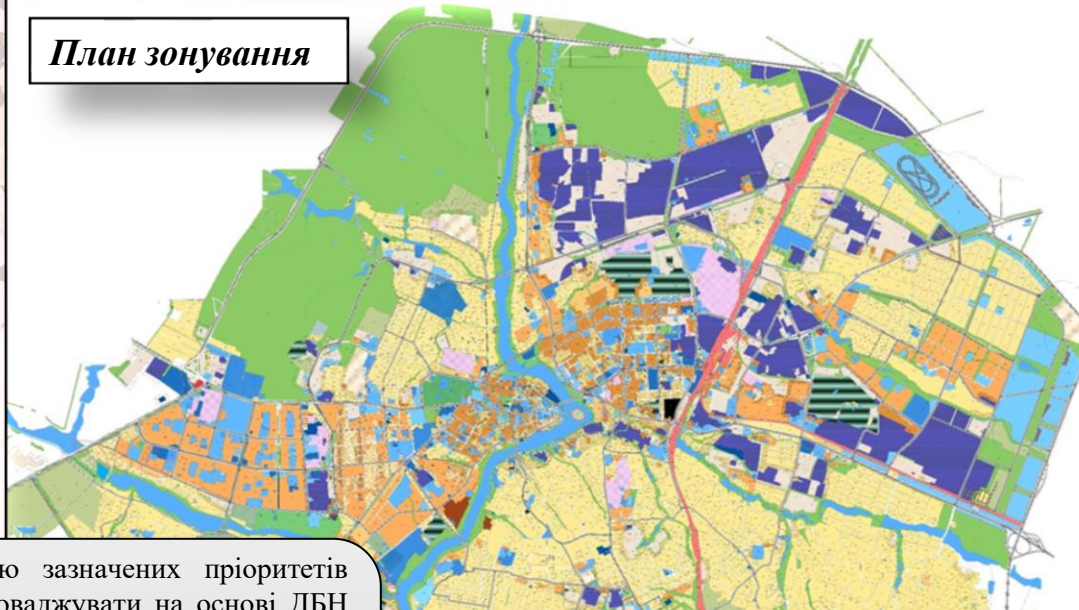 План зонування
ю зазначених пріоритетів
оваджувати на основі ДБН